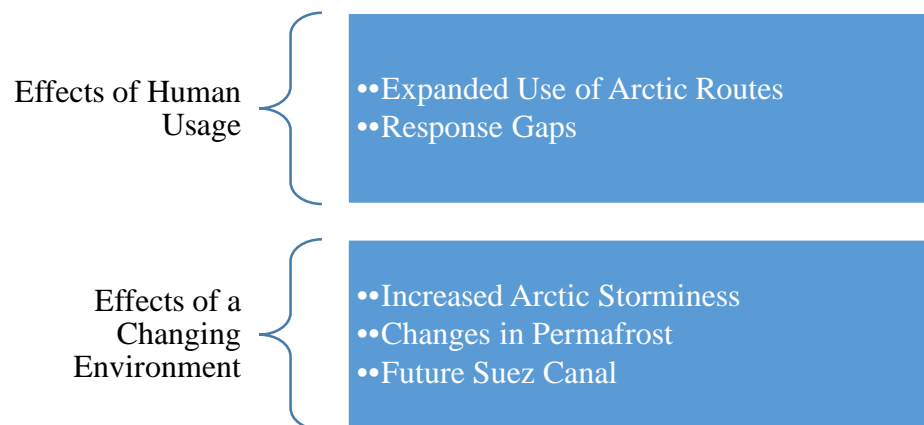 Effects of Human
Usage
••Expanded Use of Arctic Routes
••Response Gaps
Effects of a
Changing
Environment
••Increased Arctic Storminess
••Changes in Permafrost
••Future Suez Canal